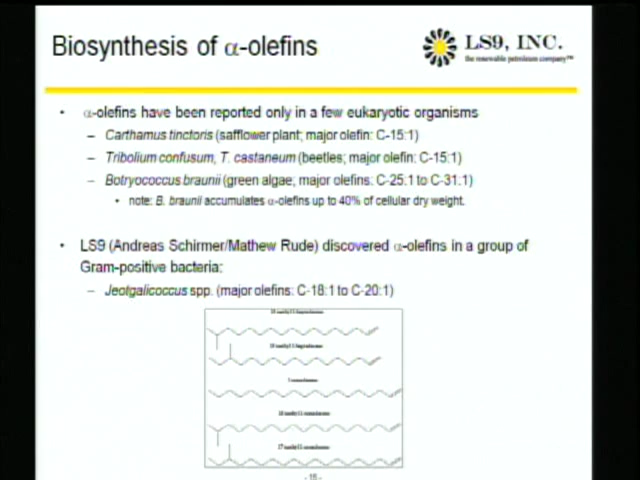 Biosynthesis of α-olefins
LS9, INC.
the renewable petroleum company™
• α-olefins have been reported only in a few eukaryotic organisms
– Carthamus tinctoris (safflower plant; major olefin: C-15:1)
– Tribolium confusum, T. castaneum (beetles; major olefin: C-15:1)
– Botryococcus braunii (green algae; major olefins: C-25:1 to C-31:1)
• note: B. braunii accumulates α-olefins up to 40% of cellular dry weight.
• LS9 (Andreas Schirmer/Mathew Rude) discovered α-olefins in a group of
Gram-positive bacteria:
– Jeotgalicoccus spp. (major olefins: C-18:1 to C-20:1)
- 15 -